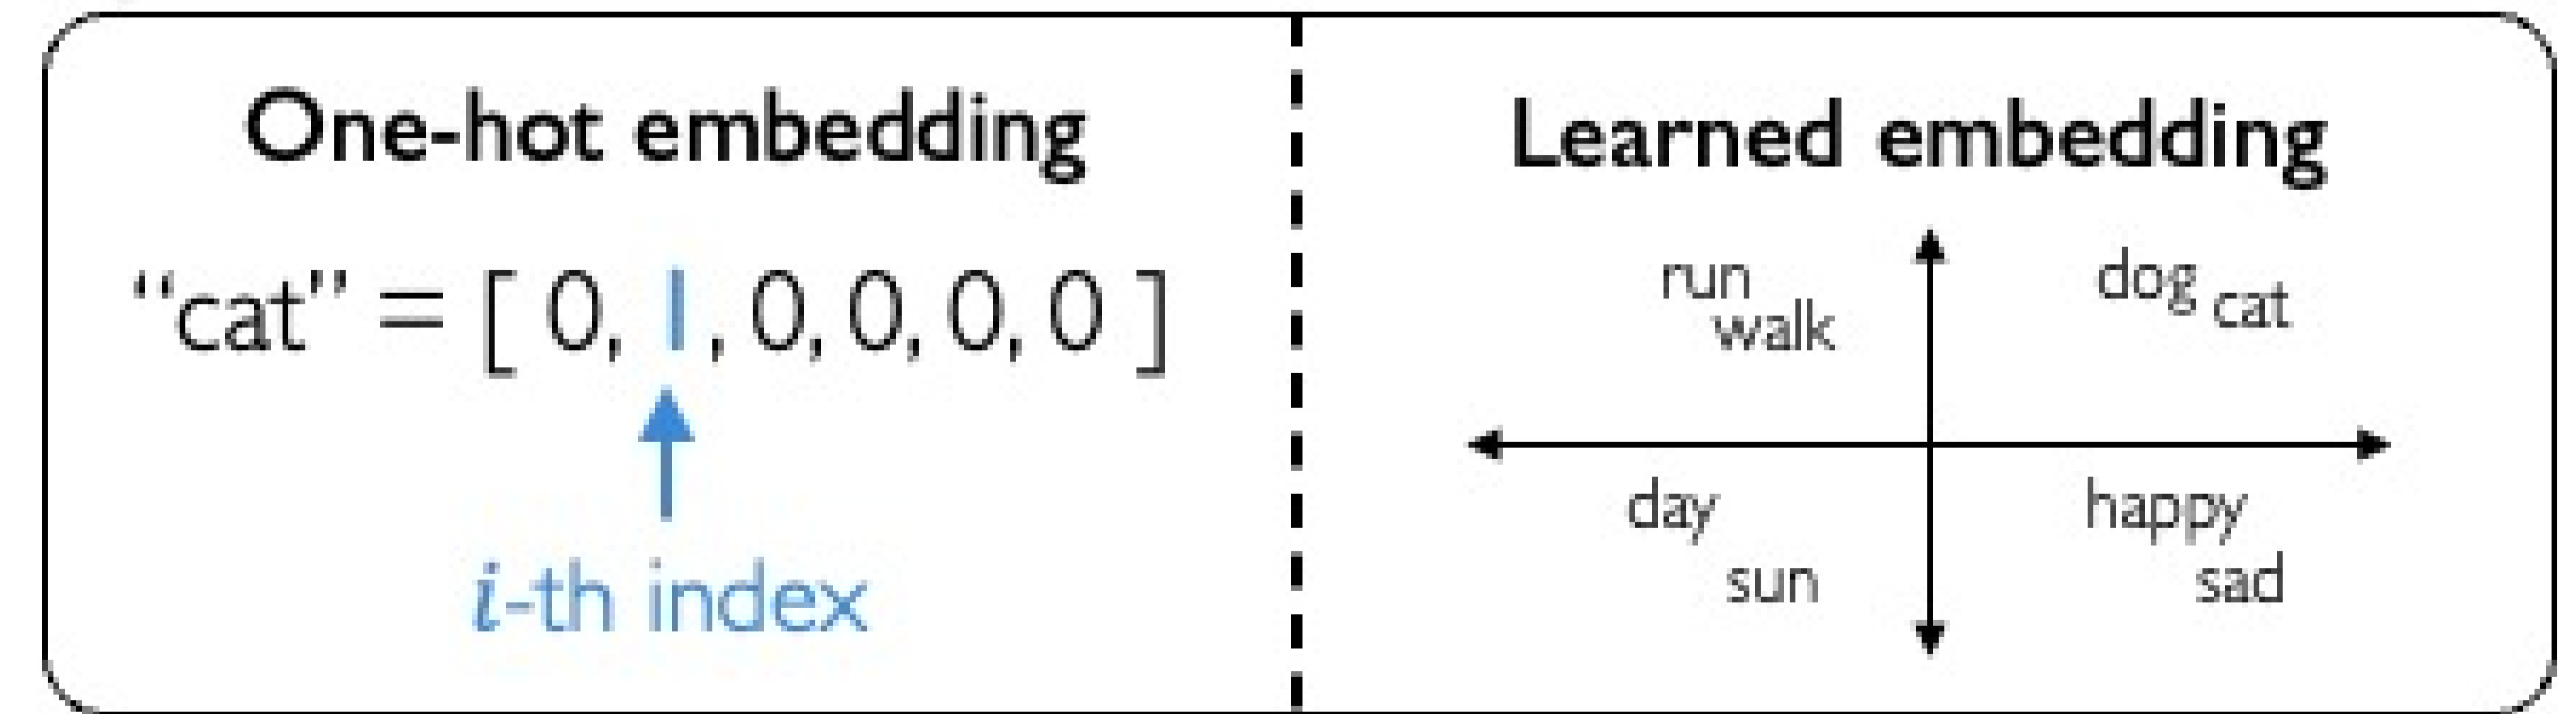 One-hot embedding
“cat” = [ 0, 1, 0, 0, 0, 0 ]
i-th index
Learned embedding
run
walk
dog
cat
day
sun
happy
sad